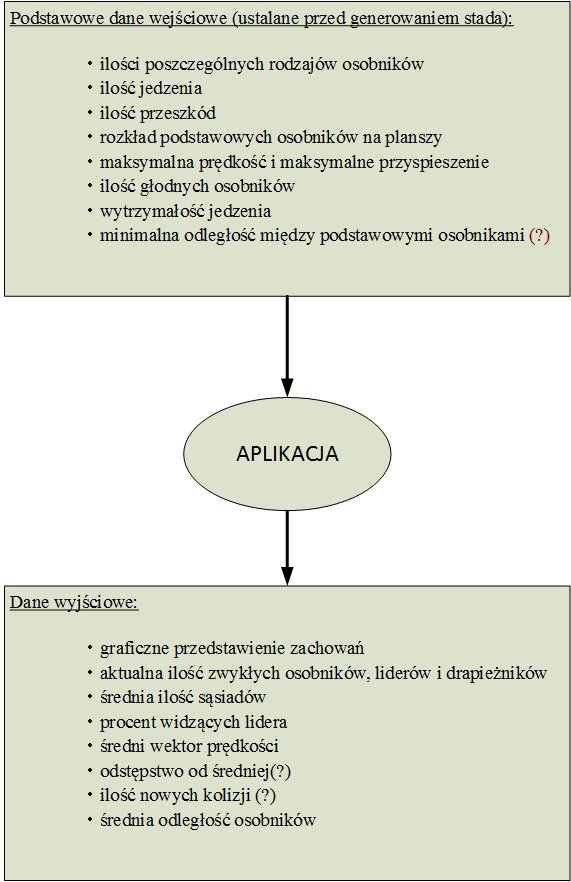 Podstawowe dane wejściowe (ustalane przed generowaniem stada):
• ilości poszczególnych rodzajów osobników
• ilość jedzenia
• ilość przeszkód
• rozkład podstawowych osobników na planszy
• maksymalna prędkość i maksymalne przyspieszenie
• ilość głodnych osobników
• wytrzymałość jedzenia
• minimalna odległość między podstawowymi osobnikami (?)
APLIKACJA
Dane wyjściowe:
• graficzne przedstawienie zachowań
• aktualna ilość zwykłych osobników, liderów i drapieżników
• średnia ilość sąsiadów
• procent widzących lidera
• średni wektor prędkości
• odstępstwo od średniej(?)
• ilość nowych kolizji (?)
• średnia odległość osobników